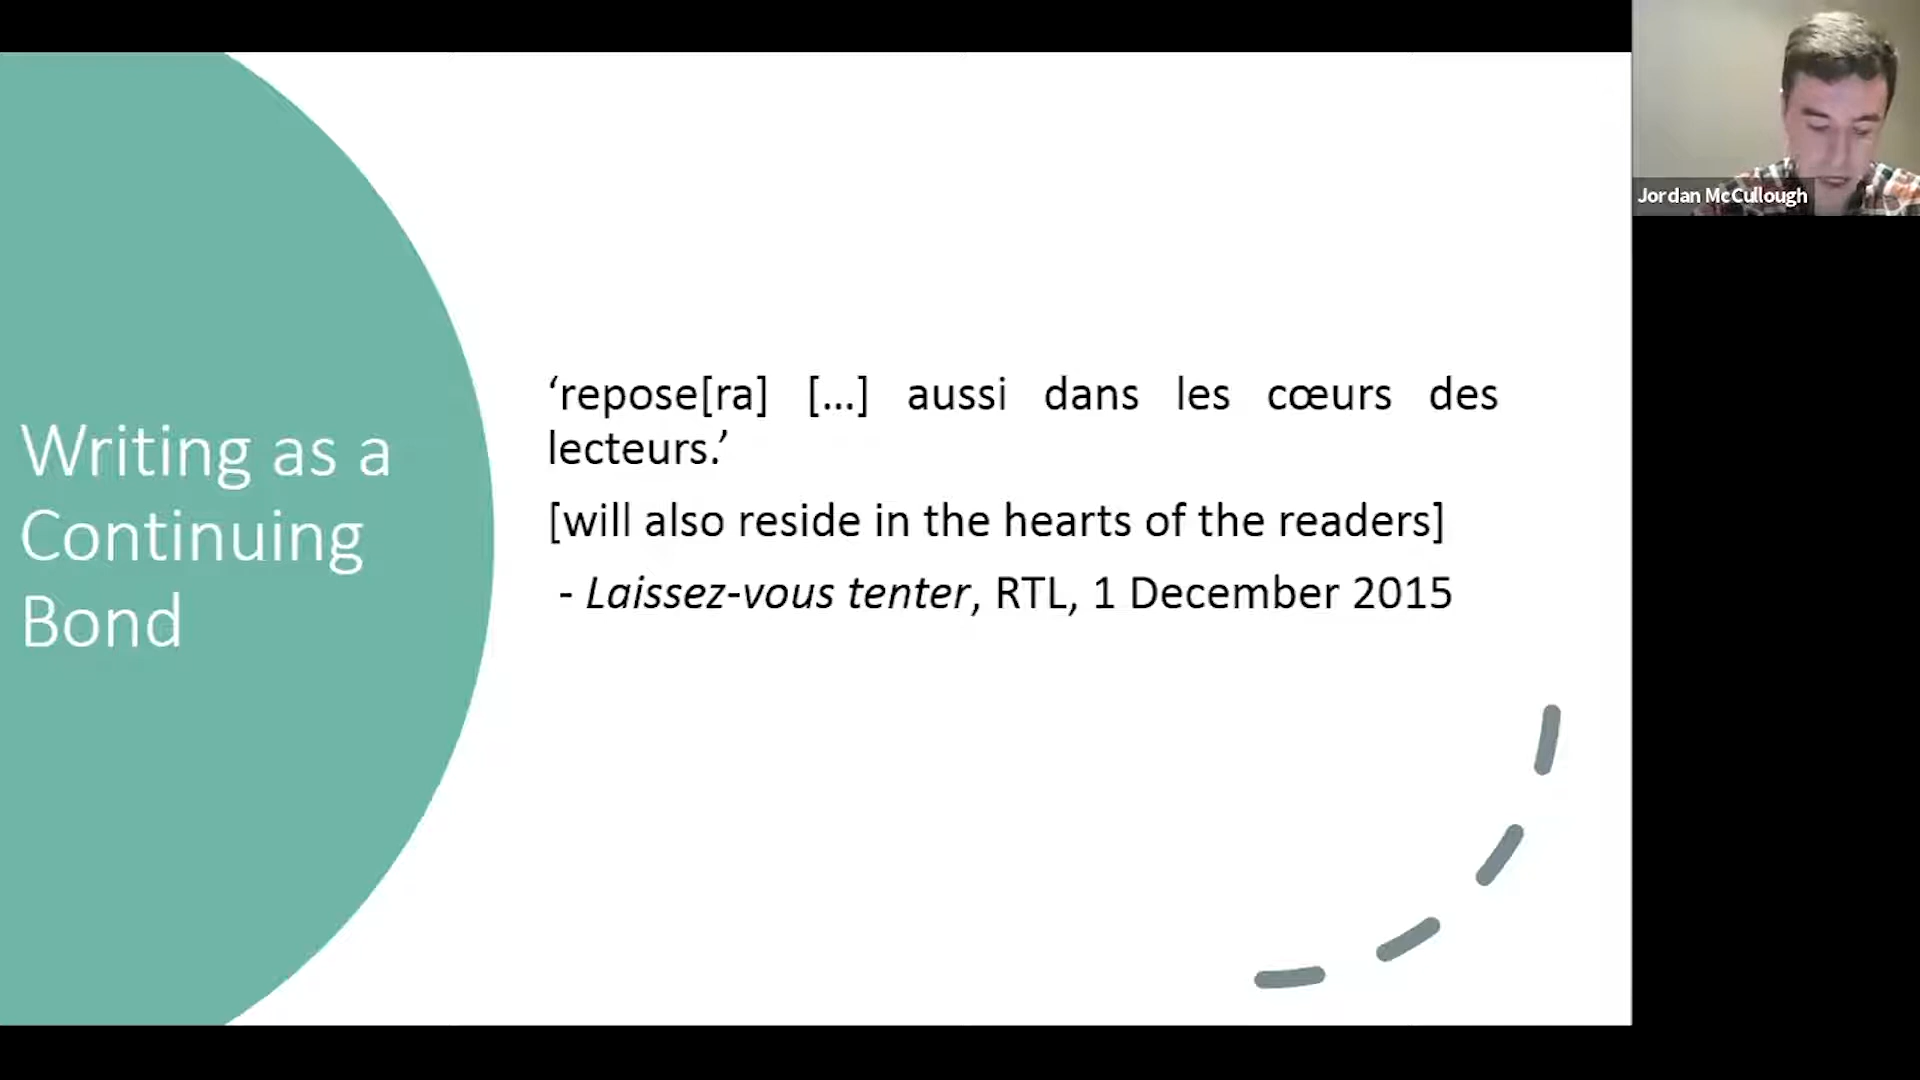 Writing as a
Continuing
Bond
‘repose[ra] [...] aussi dans les cœurs des
lecteurs.’
[will also reside in the hearts of the readers]
- Laissez-vous tenter, RTL, 1 December 2015
Jordan McCullough